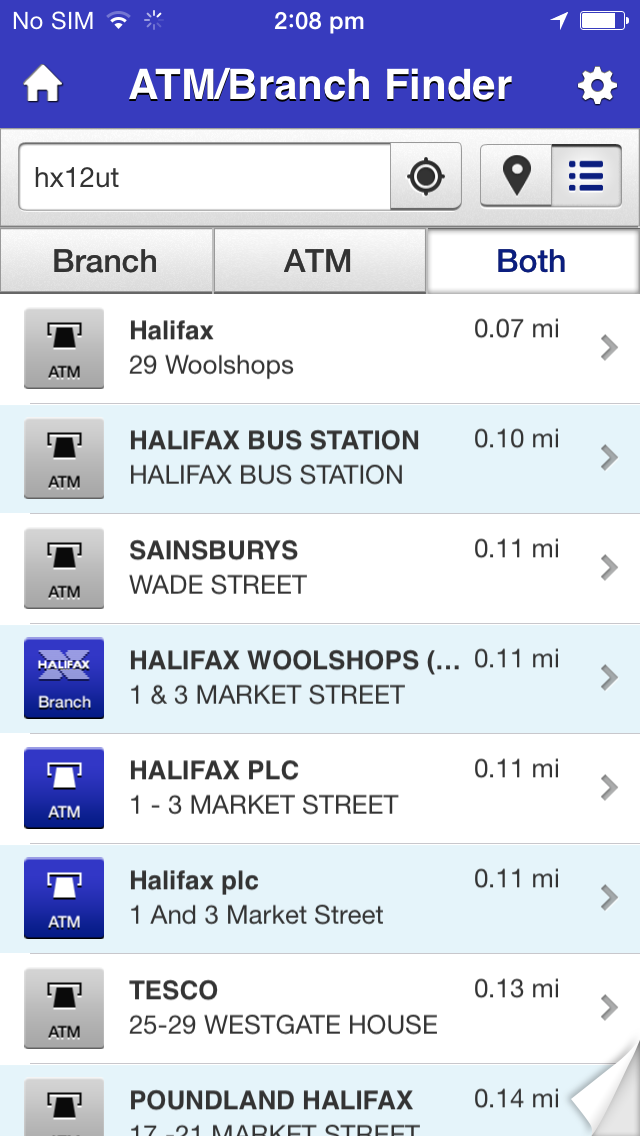 No SIM 2:08 pm
ATM/Branch Finder
hx12ut
Branch ATM Both
ATM Halifax 0.07 mi
29 Woolshops
ATM HALIFAX BUS STATION 0.10 mi
HALIFAX BUS STATION
ATM SAINSBURYS 0.11 mi
WADE STREET
HALIFAX Branch HALIFAX WOOLSHOPS (... 0.11 mi
1 & 3 MARKET STREET
ATM HALIFAX PLC 0.11 mi
1 - 3 MARKET STREET
ATM Halifax plc 0.11 mi
1 And 3 Market Street
ATM TESCO 0.13 mi
25-29 WESTGATE HOUSE
POUNDLAND HALIFAX 0.14 mi
17 -21 MARKET STREET